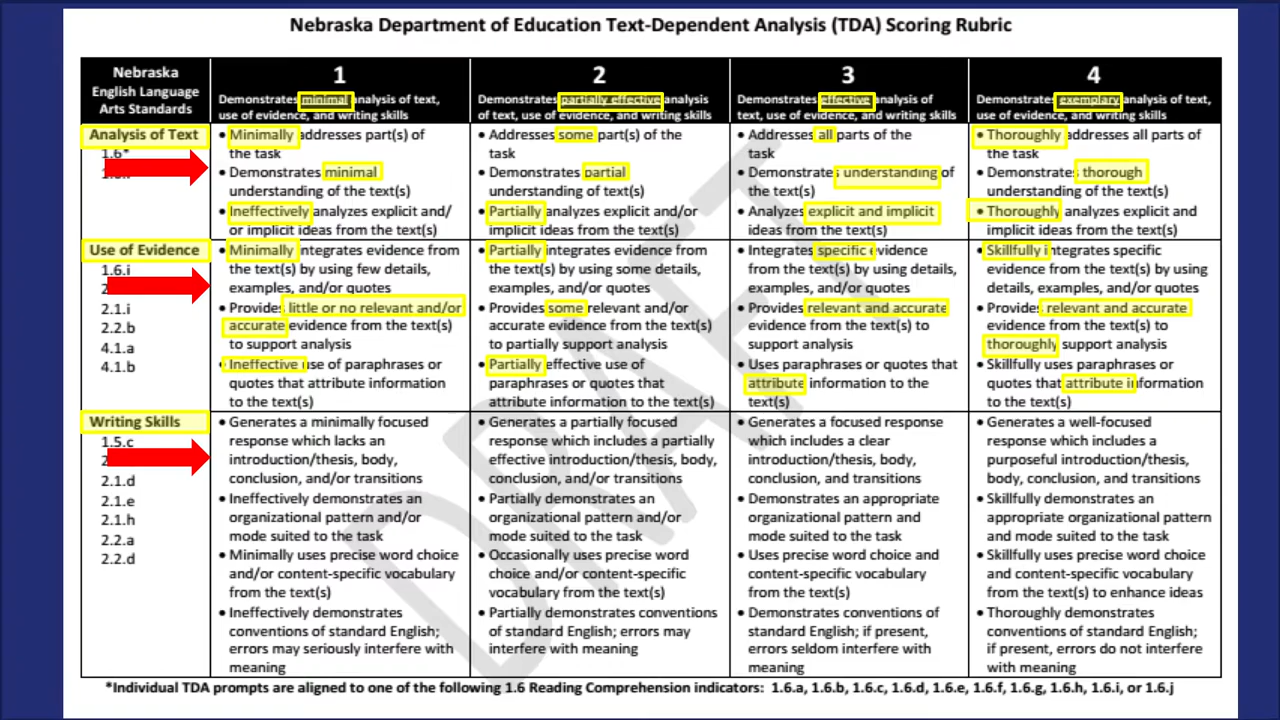 Nebraska Department of Education Text-Dependent Analysis (TDA) Scoring Rubric
Nebraska
English Language
Arts Standards
1
Demonstrates minimal analysis of text,
use of evidence, and writing skills
2
Demonstrates partially effective analysis
of text, use of evidence, and writing skills
3
Demonstrates effective analysis of
text, use of evidence, and writing skills
4
Demonstrates exemplary analysis of text,
use of evidence, and writing skills
Analysis of Text
1.6*
• Minimally addresses part(s) of
the task
• Demonstrates minimal
understanding of the text(s)
• Ineffectively analyzes explicit and/
or implicit ideas from the text(s)
• Addresses some part(s) of the
task
• Demonstrates partial
understanding of text(s)
• Partially analyzes explicit and/or
implicit ideas from the text(s)
• Addresses all parts of the
task
• Demonstrates understanding of
the text(s)
• Analyzes explicit and implicit
ideas from the text(s)
• Thoroughly addresses all parts of
the task
• Demonstrates thorough
understanding of the text(s)
• Thoroughly analyzes explicit and
implicit ideas from the text(s)
Use of Evidence
1.6.i
2.1.i
2.2.b
4.1.a
4.1.b
• Minimally integrates evidence from
the text(s) by using few details,
examples, and/or quotes
• Provides little or no relevant and/or
accurate evidence from the text(s)
to support analysis
• Ineffective use of paraphrases or
quotes that attribute information
to the text(s)
• Partially integrates evidence from
the text(s) by using some details,
examples, and/or quotes
• Provides some relevant and/or
accurate evidence from the text(s)
to partially support analysis
• Partially effective use of
paraphrases or quotes that
attribute information to the text(s)
• Integrates specific evidence
from the text(s) by using details,
examples, and/or quotes
• Provides relevant and accurate
evidence from the text(s) to
support analysis
• Uses paraphrases or quotes that
attribute information to the
text(s)
• Skillfully integrates specific
evidence from the text(s) by using
details, examples, and/or quotes
• Provides relevant and accurate
evidence from the text(s) to
thoroughly support analysis
• Skillfully uses paraphrases or
quotes that attribute information
to the text(s)
Writing Skills
1.5.c
2.1.d
2.1.e
2.1.h
2.2.a
2.2.d
• Generates a minimally focused
response which lacks an
introduction/thesis, body,
conclusion, and/or transitions
• Ineffectively demonstrates an
organizational pattern and/or
mode suited to the task
• Minimally uses precise word choice
and/or content-specific vocabulary
from the text(s)
• Ineffectively demonstrates
conventions of standard English;
errors may seriously interfere with
meaning
• Generates a partially focused
response which includes a partially
effective introduction/thesis, body,
conclusion, and/or transitions
• Partially demonstrates an
organizational pattern and/or
mode suited to the task
• Occasionally uses precise word
choice and/or content-specific
vocabulary from the text(s)
• Partially demonstrates conventions
of standard English; errors may
interfere with meaning
• Generates a focused response
which includes a clear
introduction/thesis, body,
conclusion, and transitions
• Demonstrates an appropriate
organizational pattern and
mode suited to the task
• Uses precise word choice and
content-specific vocabulary
from the text(s)
• Demonstrates conventions of
standard English; if present,
errors seldom interfere with
meaning
• Generates a well-focused
response which includes a
purposeful introduction/thesis,
body, conclusion, and transitions
• Skillfully demonstrates an
appropriate organizational pattern
and mode suited to the task
• Skillfully uses precise word choice
and content-specific vocabulary
from the text(s) to enhance ideas
• Thoroughly demonstrates
conventions of standard English;
if present, errors do not interfere
with meaning
*Individual TDA prompts are aligned to one of the following 1.6 Reading Comprehension indicators: 1.6.a, 1.6.b, 1.6.c, 1.6.d, 1.6.e, 1.6.f, 1.6.g, 1.6.h, 1.6.i, or 1.6.j
DRAFT